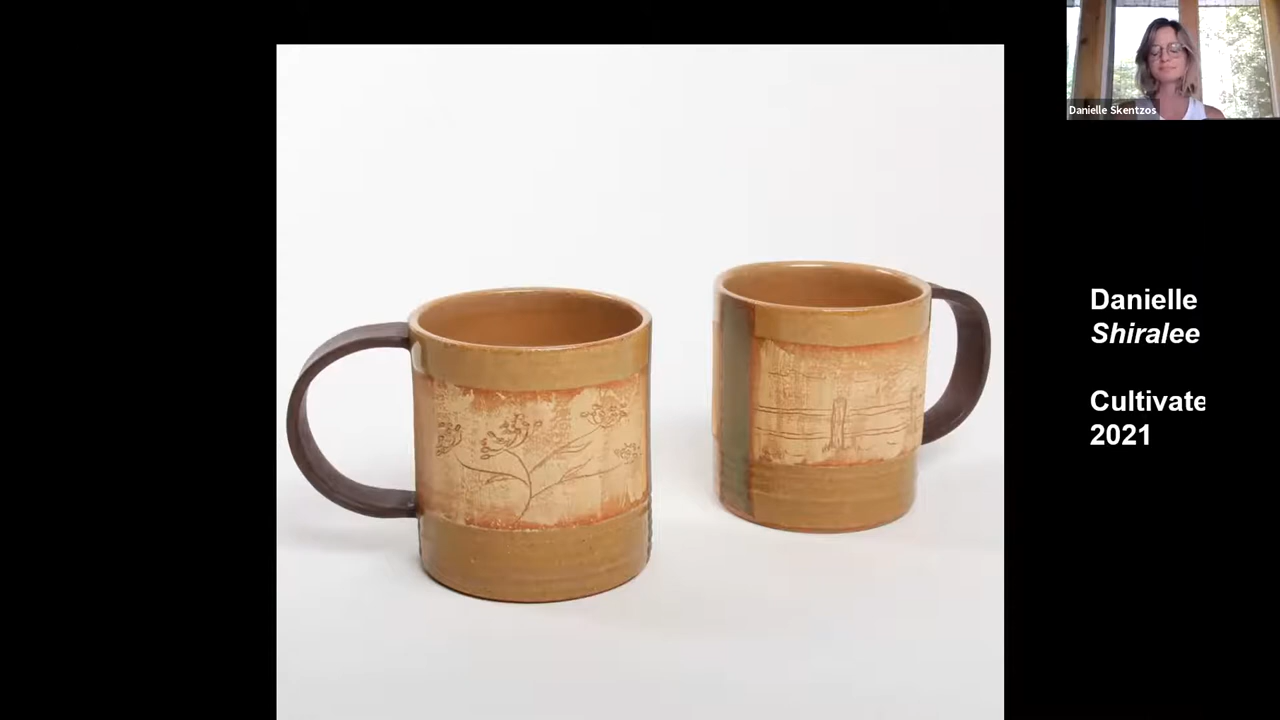 Danielle Skentzos
Danielle
Shiralee
Cultivate
2021